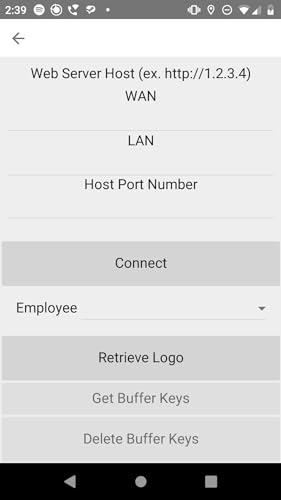 2:39
Web Server Host (ex. http://1.2.3.4)
WAN
LAN
Host Port Number
Connect
Employee
Retrieve Logo
Get Buffer Keys
Delete Buffer Keys